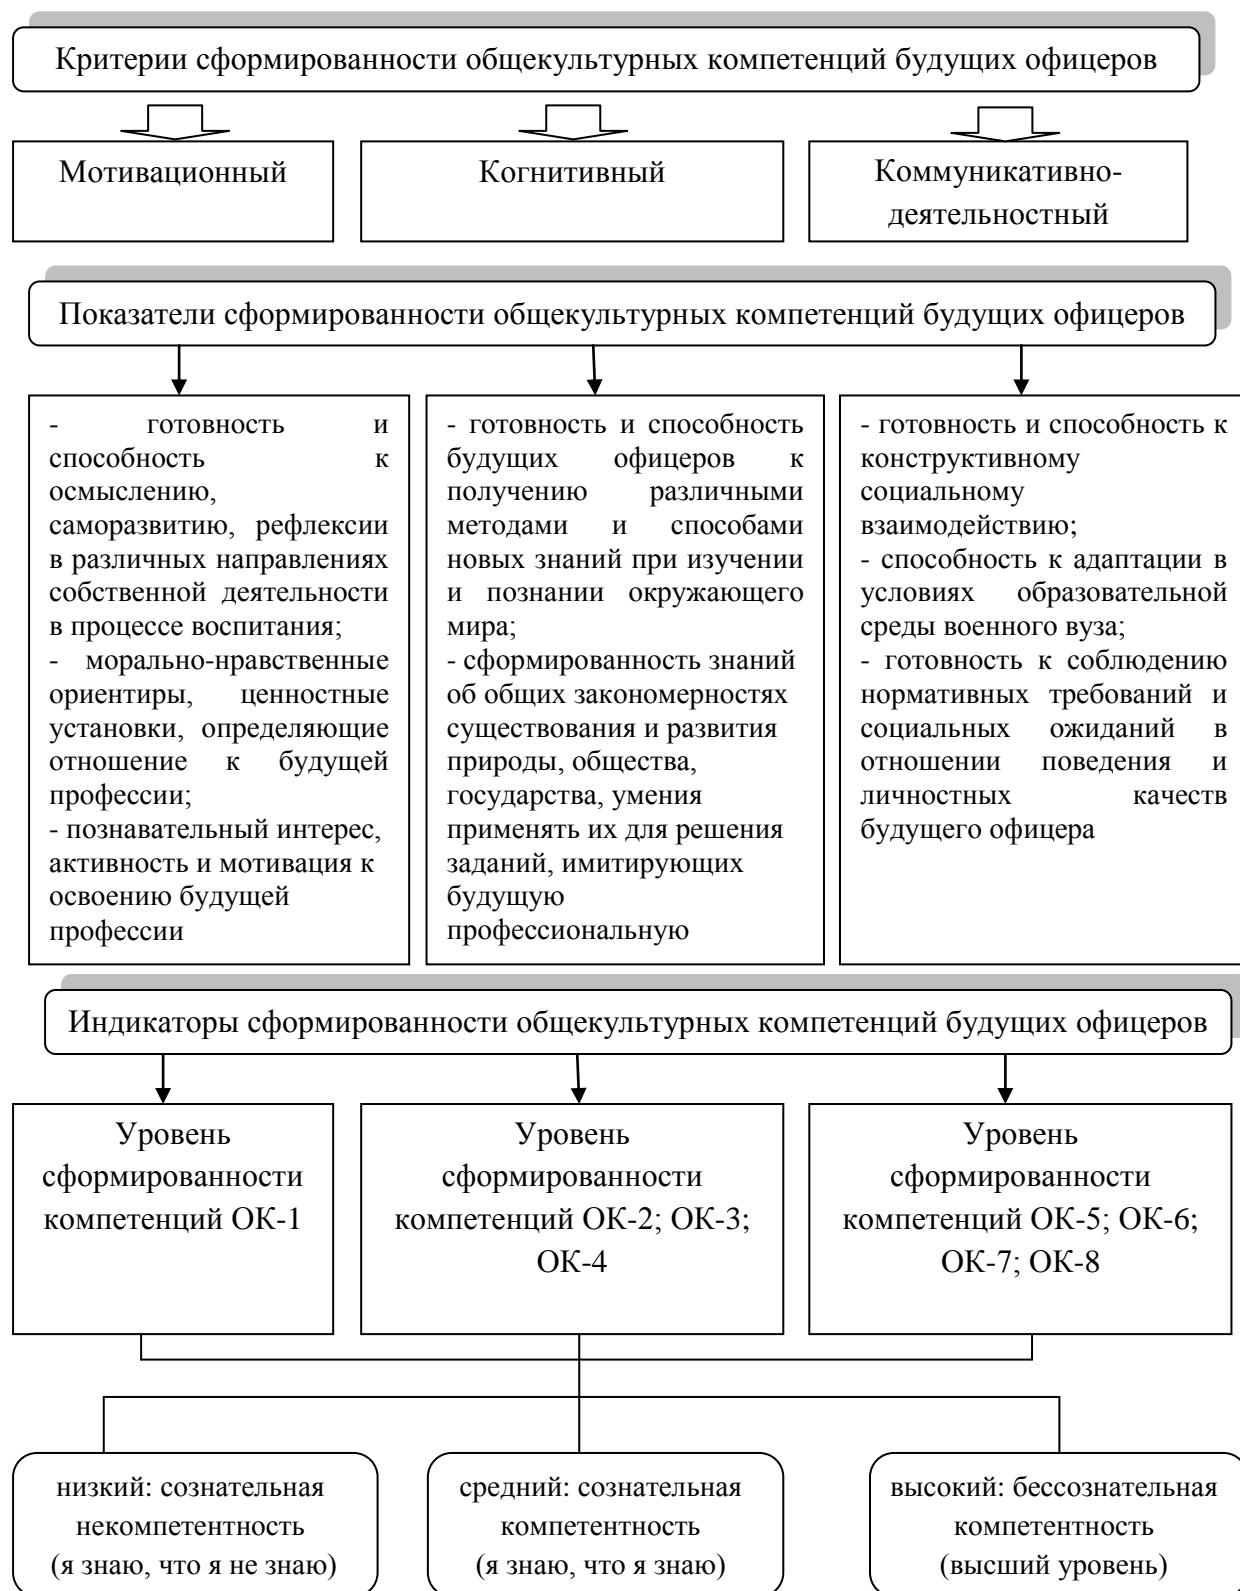 Критерии сформированности общекультурных компетенций будущих офицеров
Мотивационный
Когнитивный
Коммуникативно-
деятельностный
Показатели сформированности общекультурных компетенций будущих офицеров
- готовность и
способность к
осмыслению,
саморазвитию, рефлексии
в различных направлениях
собственной деятельности
в процессе воспитания;
- морально-нравственные
ориентиры, ценностные
установки, определяющие
отношение к будущей
профессии;
- познавательный интерес,
активность и мотивация к
освоению будущей
профессии
- готовность и способность
будущих офицеров к
получению различными
методами и способами
новых знаний при изучении
и познании окружающего
мира;
- сформированность знаний
об общих закономерностях
существования и развития
природы, общества,
государства, умения
применять их для решения
заданий, имитирующих
будущую
профессиональную
- готовность и способность к
конструктивному
социальному
взаимодействию;
- способность к адаптации в
условиях образовательной
среды военного вуза;
- готовность к соблюдению
нормативных требований и
социальных ожиданий в
отношении поведения и
личностных качеств
будущего офицера
Индикаторы сформированности общекультурных компетенций будущих офицеров
Уровень
сформированности
компетенций ОК-1
Уровень
сформированности
компетенций ОК-2; ОК-3;
ОК-4
Уровень
сформированности
компетенций ОК-5; ОК-6;
ОК-7; ОК-8
низкий: сознательная
некомпетентность
(я знаю, что я не знаю)
средний: сознательная
компетентность
(я знаю, что я знаю)
высокий: бессознательная
компетентность
(высший уровень)